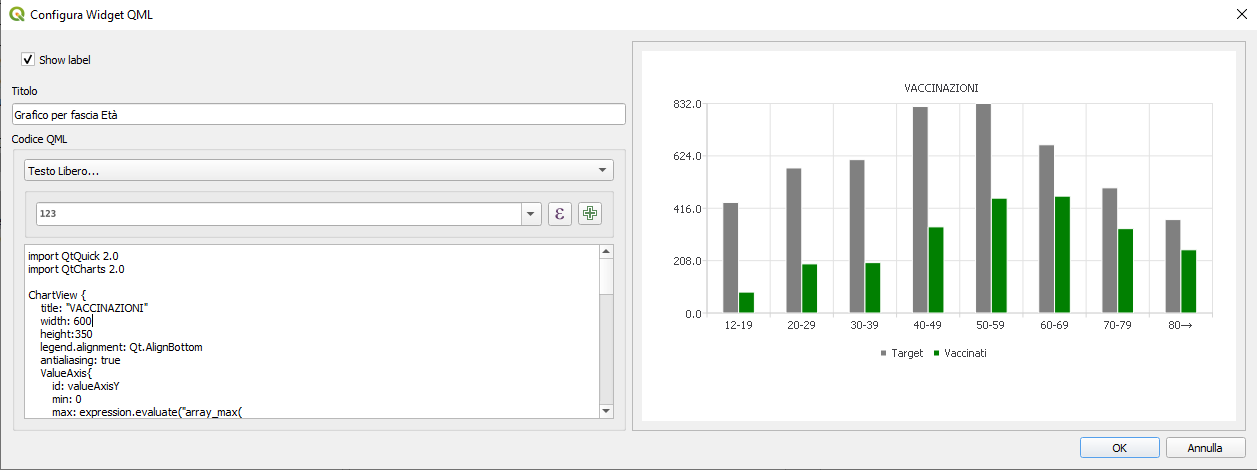 Configura Widget QML
Show label
Titolo
Grafico per fascia Età
Codice QML
Testo Libero...
123
ε
import QtQuick 2.0
import QtCharts 2.0
ChartView {
title: "VACCINAZIONI"
width: 600
height:350
legend.alignment: Qt.AlignBottom
antialiasing: true
ValueAxis{
id: valueAxisY
min: 0
max: expression.evaluate("array_max(
VACCINAZIONI
832.0
624.0
416.0
208.0
0.0
12-19 20-29 30-39 40-49 50-59 60-69 70-79 80→
Target Vaccinati
OK Annulla